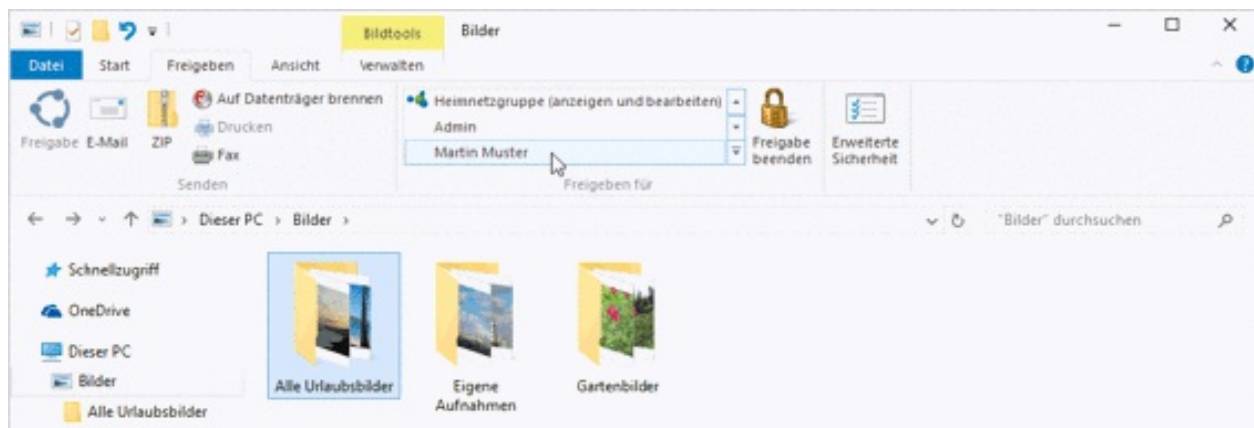 Bildtools Bilder
Datei Start Freigeben Ansicht Verwalten
Freigabe E-Mail ZIP
Auf Datenträger brennen
Drucken
Fax
Senden
Heimnetzgruppe (anzeigen und bearbeiten)
Admin
Martin Muster
Freigeben für
Freigabe
beenden
Erweiterte
Sicherheit
Dieser PC › Bilder ›
"Bilder" durchsuchen
Schnellzugriff
OneDrive
Dieser PC
Bilder
Alle Urlaubsbilder
Alle Urlaubsbilder
Eigene
Aufnahmen
Gartenbilder